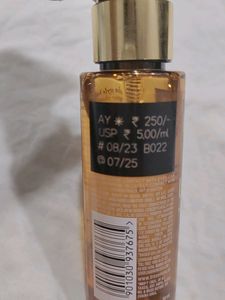 AY ☀ ₹ 250/-
USP ₹ 5.00/ml
# 08/23 B022
@ 07/25
901030 937675>